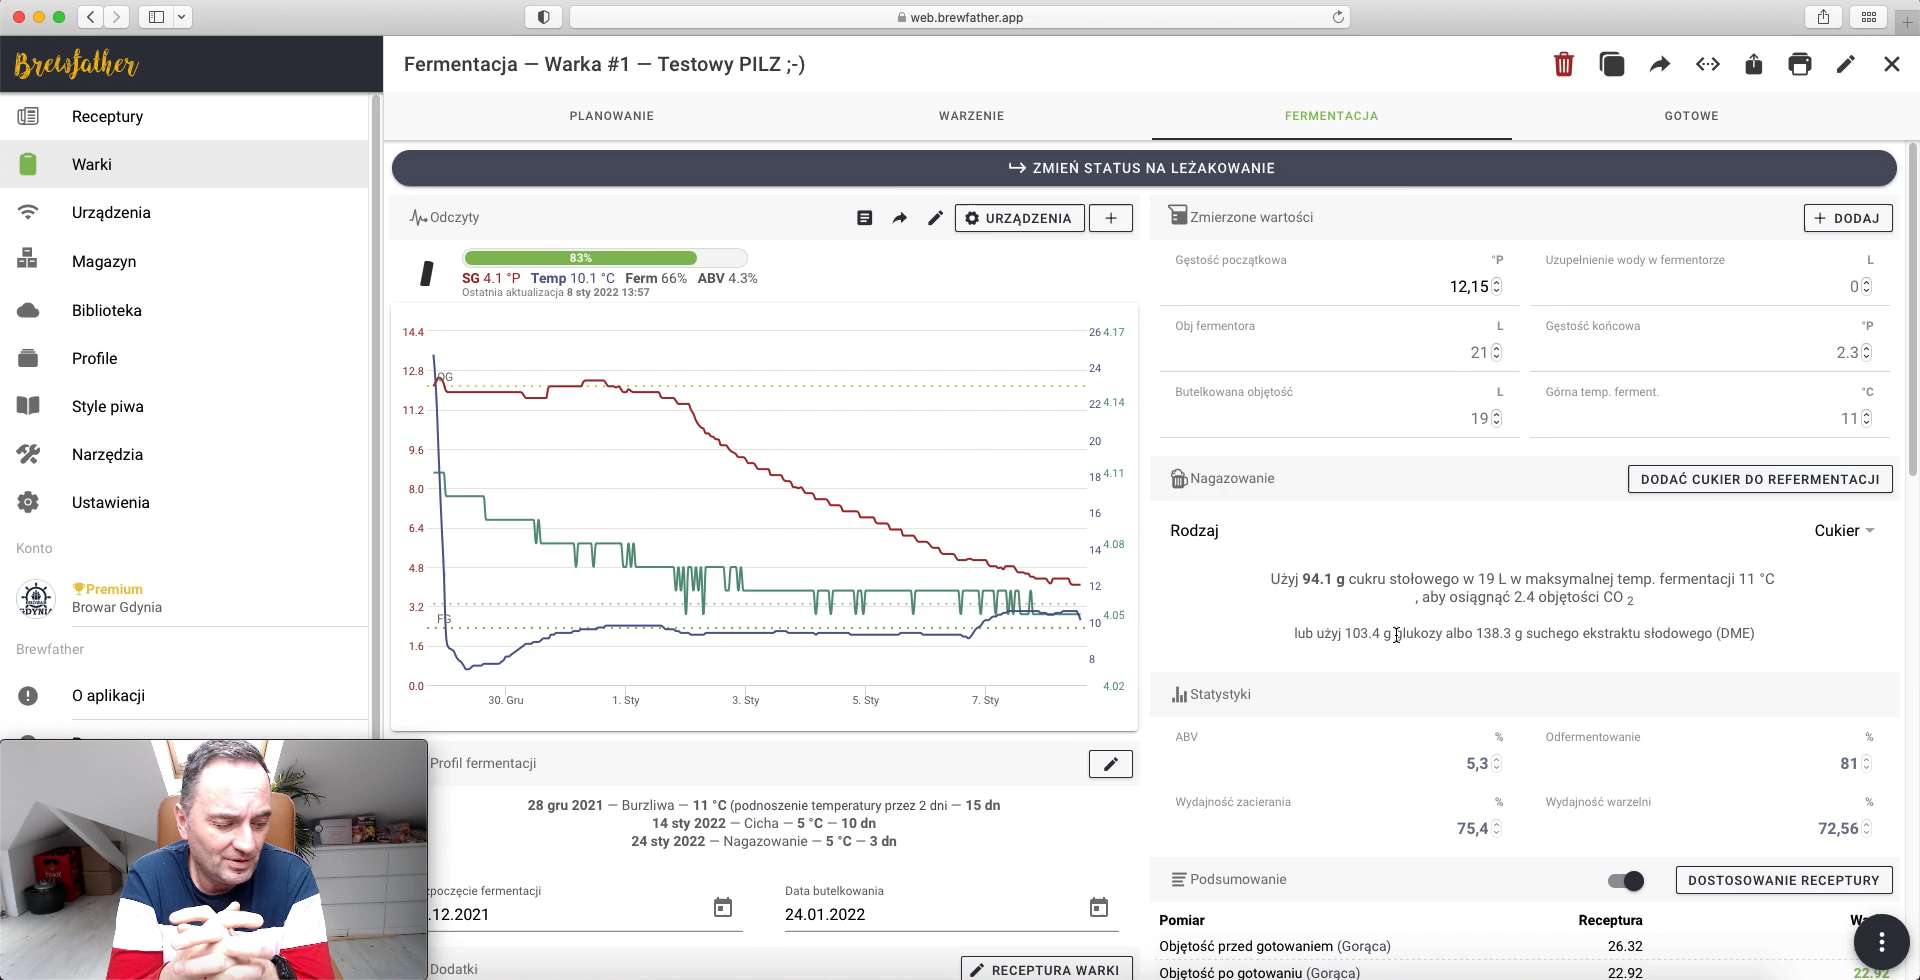 web.brewfather.app
Brewfather
Fermentacja — Warka #1 — Testowy PILZ ;-)
Receptury
Warki
Urządzenia
Magazyn
Biblioteka
Profile
Style piwa
Narzędzia
Ustawienia
Konto
Premium
Browar Gdynia
Brewfather
O aplikacji
PLANOWANIE
WARZENIE
FERMENTACJA
GOTOWE
ZMIEŃ STATUS NA LEŻAKOWANIE
Odczyty
URZĄDZENIA
+
83%
SG 4.1 °P Temp 10.1 °C Ferm 66% ABV 4.3%
Ostatnia aktualizacja 8 sty 2022 13:57
14.4
12.8
11.2
9.6
8.0
6.4
4.8
3.2
1.6
0.0
OG
FG
26 4.17
24
22 4.14
20
18 4.11
16
14 4.08
12
10 4.05
8
4.02
30. Gru
1. Sty
3. Sty
5. Sty
7. Sty
Profil fermentacji
28 gru 2021 — Burzliwa — 11 °C (podnoszenie temperatury przez 2 dni — 15 dn
14 sty 2022 — Cicha — 5 °C — 10 dn
24 sty 2022 — Nagazowanie — 5 °C — 3 dn
zpoczęcie fermentacji
.12.2021
Data butelkowania
24.01.2022
Dodatki
RECEPTURA WARKI
Zmierzone wartości
+ DODAJ
Gęstość początkowa °P
12,15
Uzupełnienie wody w fermentorze L
0
Obj fermentora L
21
Gęstość końcowa °P
2.3
Butelkowana objętość L
19
Górna temp. ferment. °C
11
Nagazowanie
DODAĆ CUKIER DO REFERMENTACJI
Rodzaj
Cukier
Użyj 94.1 g cukru stołowego w 19 L w maksymalnej temp. fermentacji 11 °C
, aby osiągnąć 2.4 objętości CO 2
lub użyj 103.4 g glukozy albo 138.3 g suchego ekstraktu słodowego (DME)
Statystyki
ABV %
5,3
Odfermentowanie %
81
Wydajność zacierania %
75,4
Wydajność warzelni %
72,56
Podsumowanie
DOSTOSOWANIE RECEPTURY
Pomiar Receptura
Objętość przed gotowaniem (Gorąca) 26.32
Objętość po gotowaniu (Gorąca) 22.92 22.92